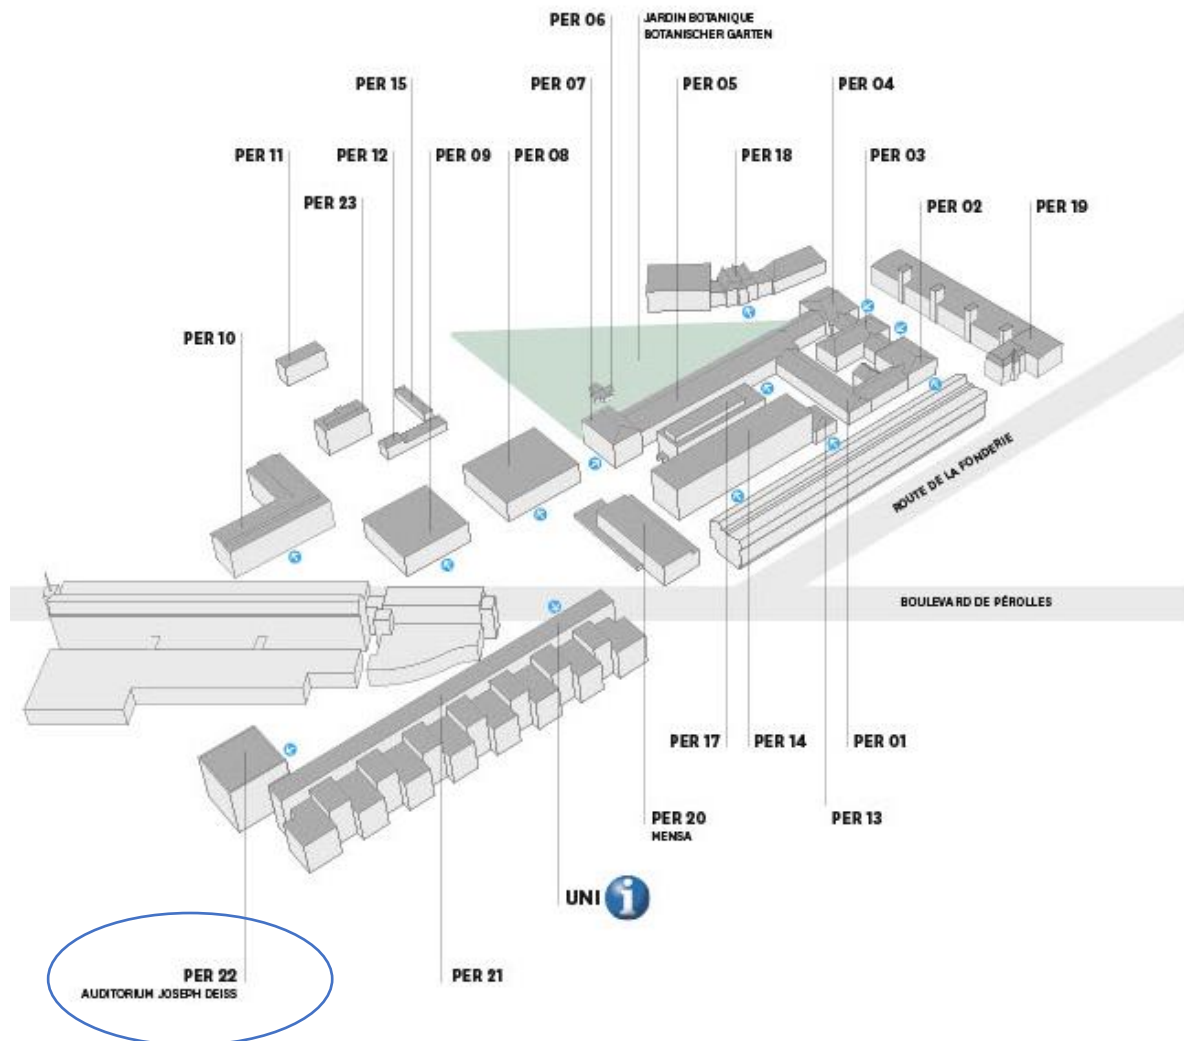 PER 06
JARDIN BOTANIQUE
BOTANISCHER GARTEN
PER 15
PER 07
PER 05
PER 04
PER 11
PER 12
PER 09
PER 08
PER 18
PER 03
PER 23
PER 02
PER 19
PER 10
ROUTE DE LA FONDERIE
BOULEVARD DE PÉROLLES
PER 17
PER 14
PER 01
PER 20
MENSA
PER 13
UNI i
PER 22
AUDITORIUM JOSEPH DEISS
PER 21